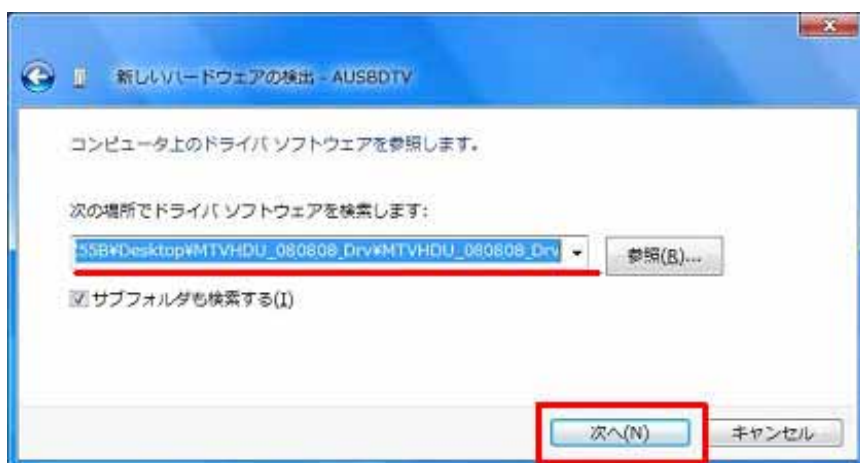 新しいハードウェアの検出 - AUSBDTV
コンピュータ上のドライバ ソフトウェアを参照します。
次の場所でドライバ ソフトウェアを検索します:
55B¥Desktop¥MTVHDU_080808_Drv¥MTVHDU_080808_Drv
参照(R)...
サブフォルダも検索する(I)
次へ(N)
キャンセル